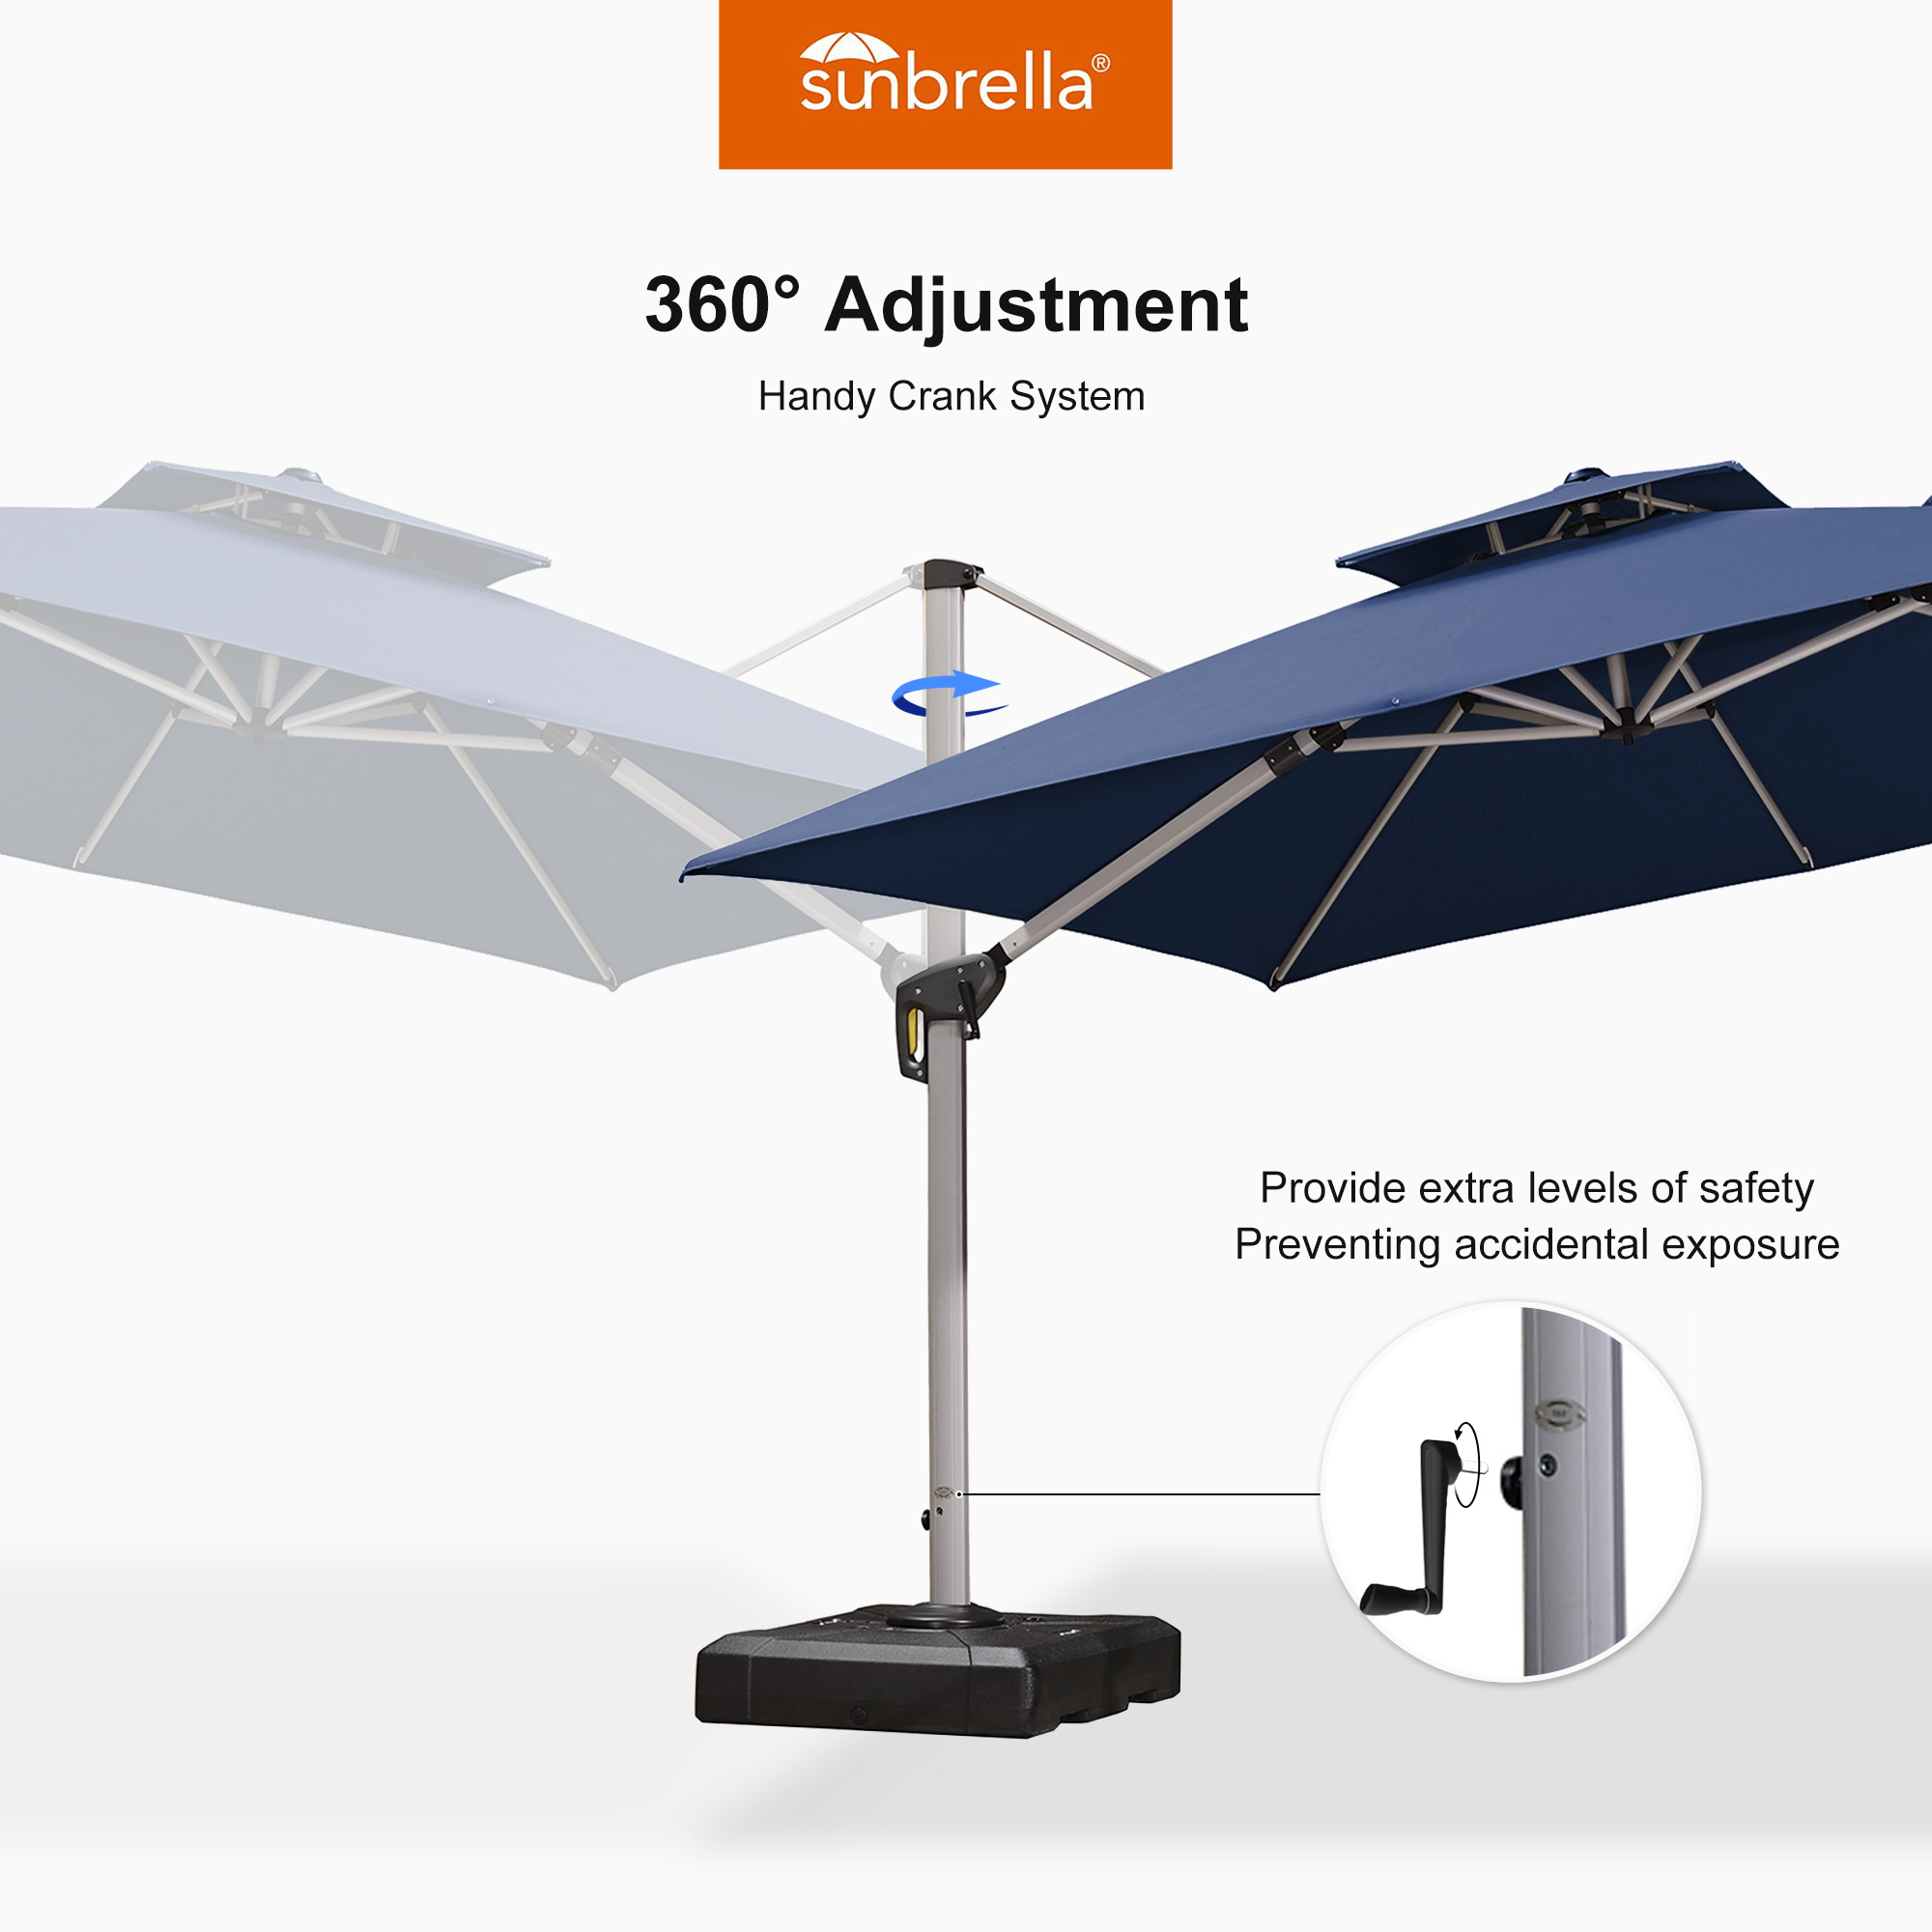 sunbrella®
360° Adjustment
Handy Crank System
Provide extra levels of safety
Preventing accidental exposure